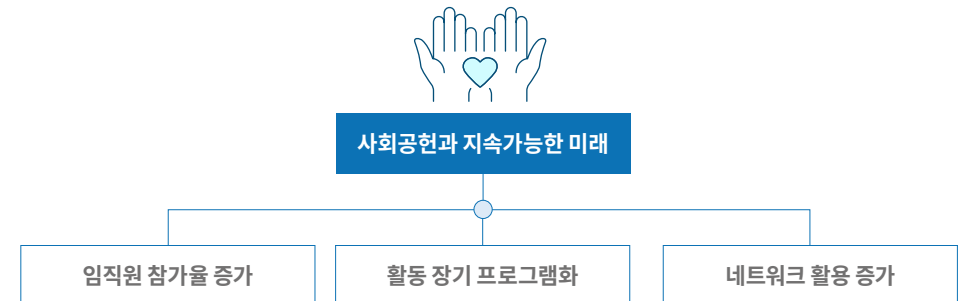 사회공헌과 지속가능한 미래
임직원 참가율 증가
활동 장기 프로그램화
네트워크 활용 증가